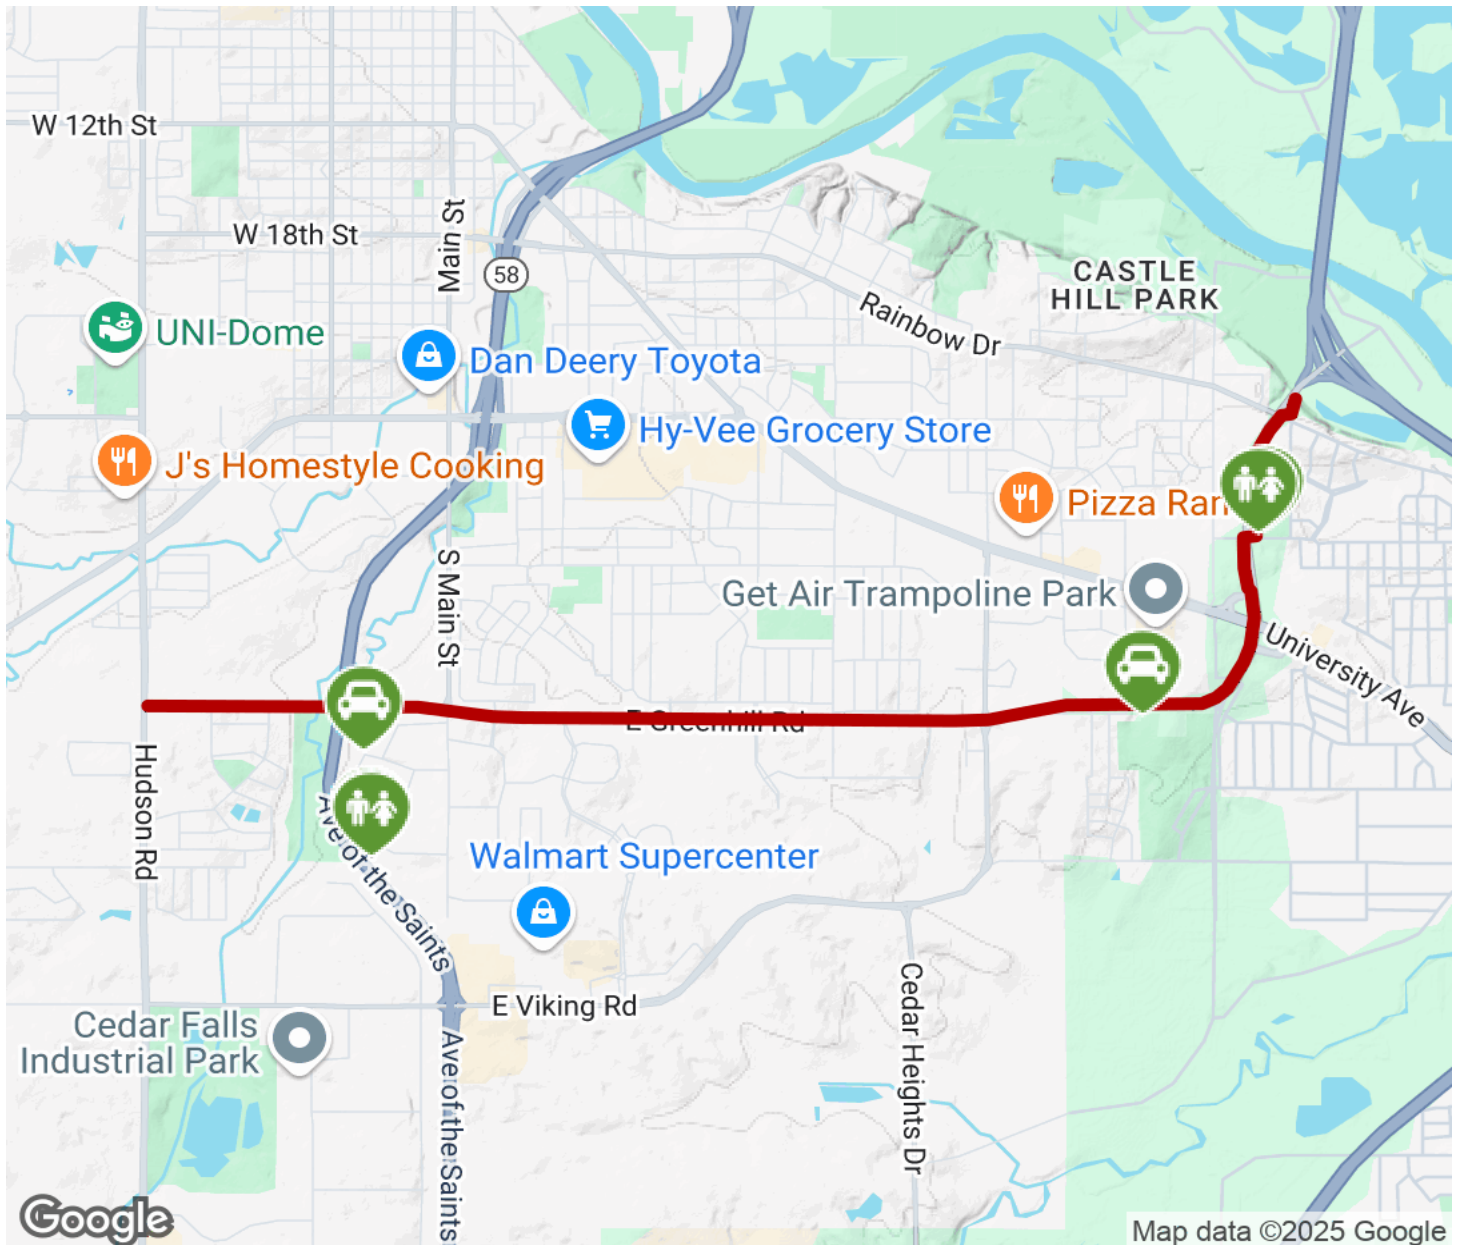 W 12th St
W 18th St
Main St
58
CASTLE
HILL PARK
Rainbow Dr
UNI-Dome
Dan Deery Toyota
Hy-Vee Grocery Store
J's Homestyle Cooking
Pizza Ran
S Main St
Get Air Trampoline Park
University Ave
E Greenhill Rd
Hudson Rd
Ave of the Saints
Walmart Supercenter
E Viking Rd
Cedar Falls
Industrial Park
Cedar Heights Dr
Ave of the Saints
Google
Map data ©2025 Google